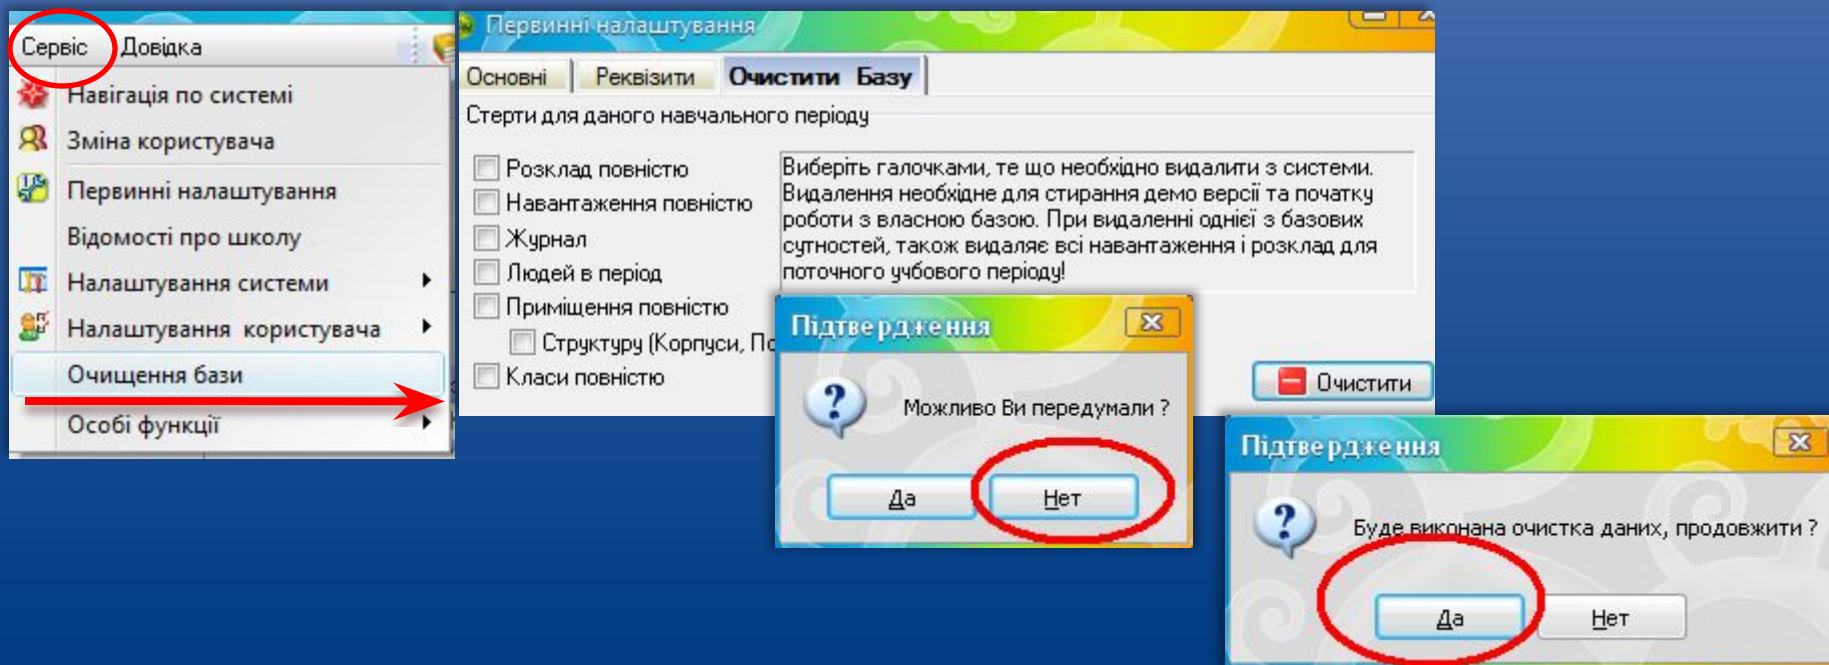 Сервіс Довідка
Навігація по системі
Зміна користувача
Первинні налаштування
Відомості про школу
Налаштування системи
Налаштування користувача
Очищення бази
Особі функції
Первинні налаштування
Основні Реквізити Очистити Базу
Стерти для даного навчального періоду
Розклад повністю
Навантаження повністю
Журнал
Людей в період
Приміщення повністю
Структуру (Корпуси,
Класи повністю
Виберіть галочками, те що необхідно видалити з системи.
Видалення необхідне для стирання демо версії та початку
роботи з власною базою. При видаленні однієї з базових
сутностей, також видаляє всі навантаження і розклад для
поточного учбового періоду!
Очистити
Підтвердження
Можливо Ви передумали ?
Да Нет
Підтвердження
Буде виконана очистка даних, продовжити ?
Да Нет